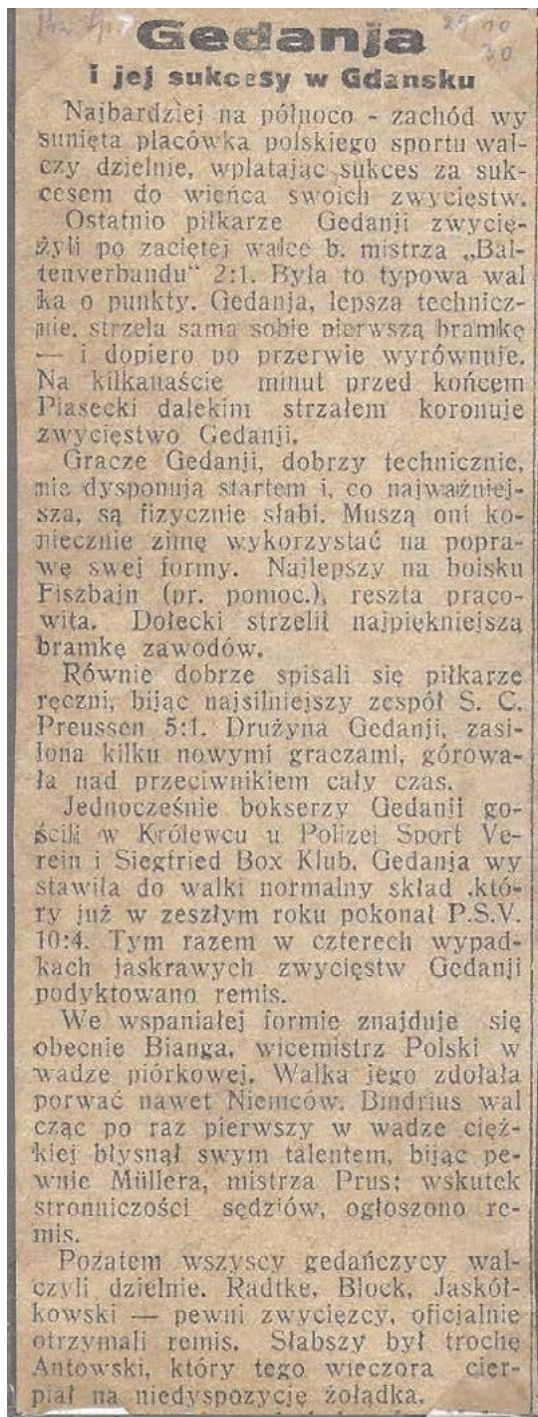 Prz. Sp.
25 10
30
Gedanja
i jej sukcesy w Gdańsku
Najbardziej na północo - zachód wy
sunięta placówka polskiego sportu wal-
czy dzielnie, wplatając sukces za suk-
cesem do wieńca swoich zwycięstw.
Ostatnio piłkarze Gedanji zwycię-
żyli po zaciętej walce b. mistrza „Bal-
tenverbandu“ 2:1. Była to typowa wal
ka o punkty. Gedanja, lepsza technicz-
nie, strzela sama sobie pierwszą bramkę
— i dopiero po przerwie wyrównuje.
Na kilkanaście minut przed końcem
Piasecki dalekim strzałem koronuje
zwycięstwo Gedanji.
Gracze Gedanji, dobrzy technicznie,
nie dysponują startem i, co najważniej-
sza, są fizycznie słabi. Muszą oni ko-
niecznie zimę wykorzystać na popra-
wę swej formy. Najlepszy na boisku
Fiszbajn (pr. pomoc.), reszta praco-
wita. Dołecki strzelił najpiękniejszą
bramkę zawodów.
Równie dobrze spisali się piłkarze
ręczni, bijąc najsilniejszy zespół S. C.
Preussen 5:1. Drużyna Gedanji, zasi-
lona kilku nowymi graczami, górowa-
ła nad przeciwnikiem cały czas.
Jednocześnie bokserzy Gedanji go-
ścili w Królewcu u Polizei Sport Ve-
rein i Siegfried Box Klub. Gedanja wy
stawiła do walki normalny skład ,któ-
ry już w zeszłym roku pokonał P.S.V.
10:4. Tym razem w czterech wypad-
kach jaskrawych zwycięstw Gedanji
podyktowano remis.
We wspaniałej formie znajduje się
obecnie Bianga, wicemistrz Polski w
wadze piórkowej. Walka jego zdołała
porwać nawet Niemców. Bindrius wal
cząc po raz pierwszy w wadze cięż-
kiej błysnął swym talentem, bijąc pe-
wnie Müllera, mistrza Prus; wskutek
stronniczości sędziów, ogłoszono re-
mis.
Pozatem wszyscy gedańczycy wal-
czyli dzielnie. Radtke, Block, Jaskół-
kowski — pewni zwycięzcy, oficjalnie
otrzymali remis. Słabszy był trochę
Antowski, który tego wieczora cier-
piał na niedyspozycję żołądka.